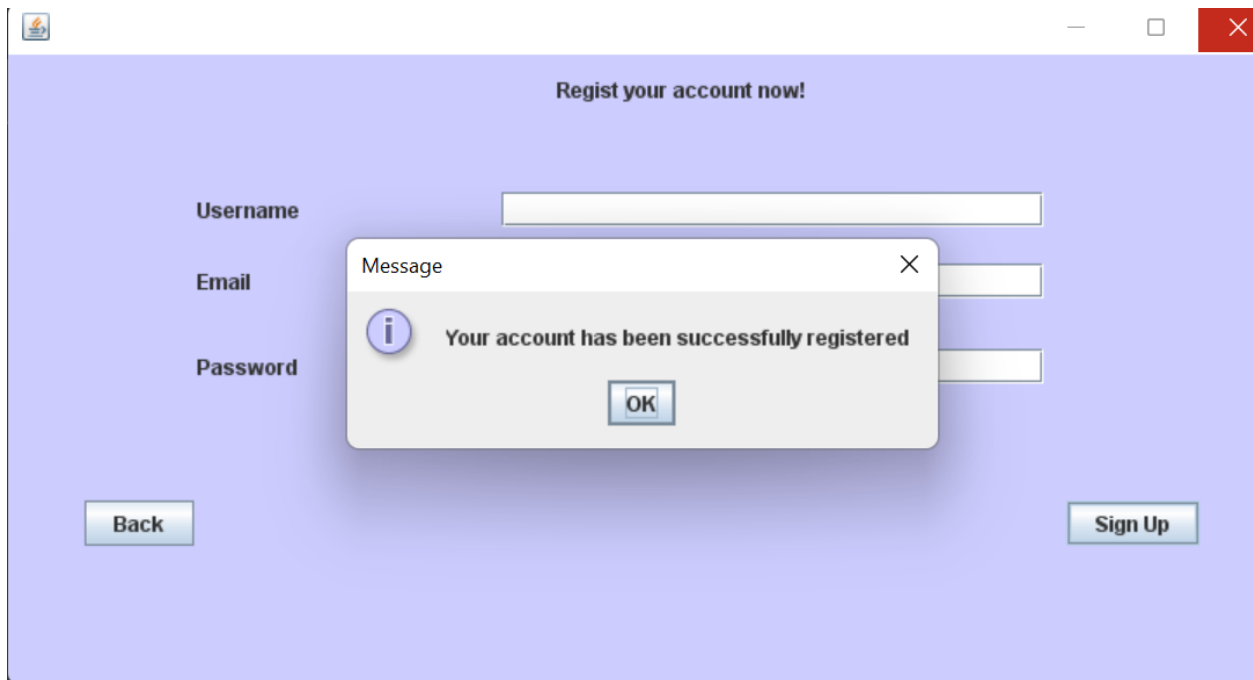 Regist your account now!
Username
Message
Email
Your account has been successfully registered
Password
OK
Back
Sign Up